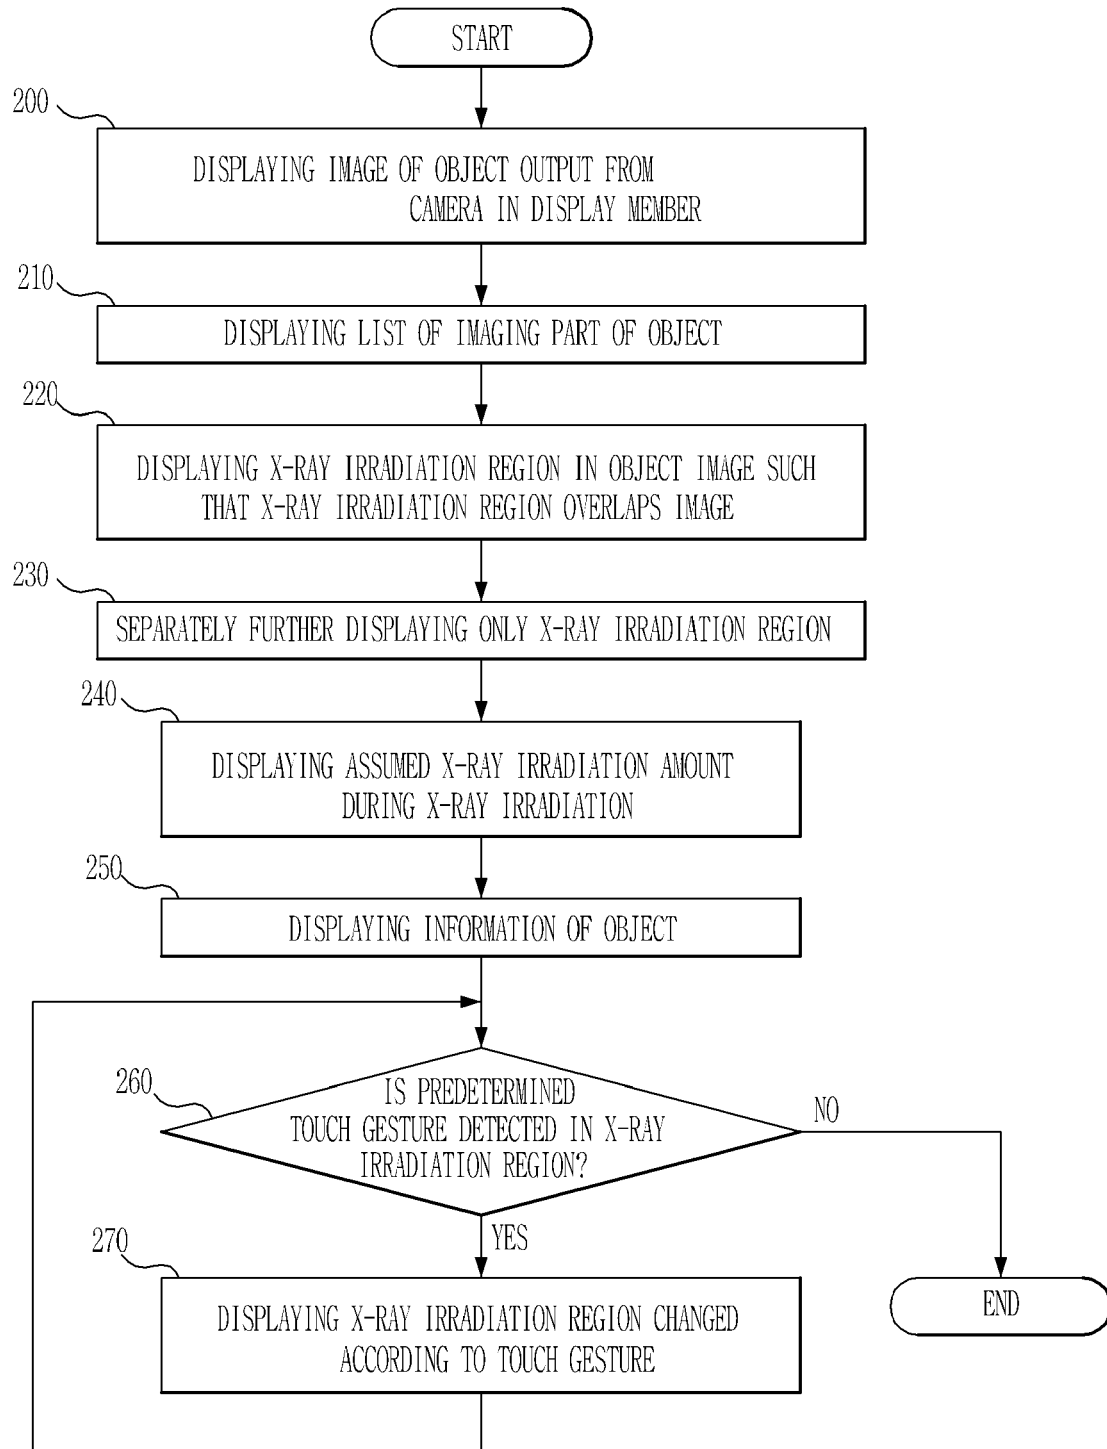 START
200
DISPLAYING IMAGE OF OBJECT OUTPUT FROM
CAMERA IN DISPLAY MEMBER
210
DISPLAYING LIST OF IMAGING PART OF OBJECT
220
DISPLAYING X-RAY IRRADIATION REGION IN OBJECT IMAGE SUCH
THAT X-RAY IRRADIATION REGION OVERLAPS IMAGE
230
SEPARATELY FURTHER DISPLAYING ONLY X-RAY IRRADIATION REGION
240
DISPLAYING ASSUMED X-RAY IRRADIATION AMOUNT
DURING X-RAY IRRADIATION
250
DISPLAYING INFORMATION OF OBJECT
260
IS PREDETERMINED
TOUCH GESTURE DETECTED IN X-RAY
IRRADIATION REGION?
NO
YES
270
DISPLAYING X-RAY IRRADIATION REGION CHANGED
ACCORDING TO TOUCH GESTURE
END